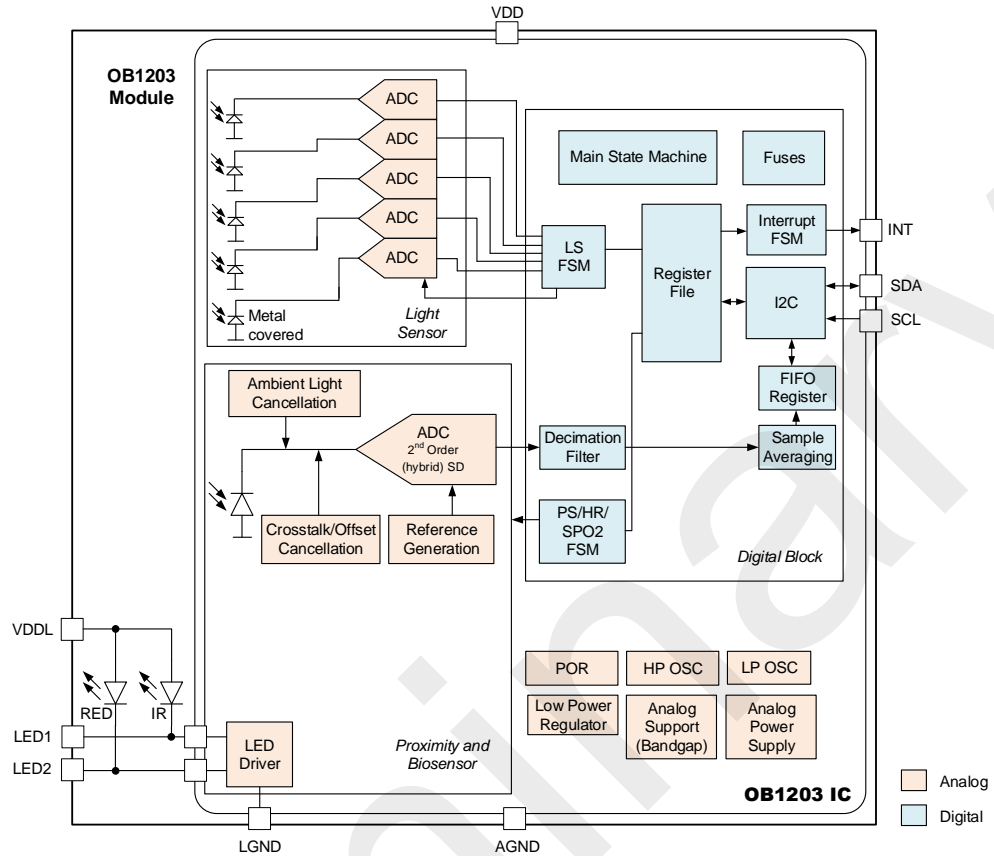 VDD
OB1203
Module
ADC
ADC
ADC
ADC
ADC
Metal
covered
Light
Sensor
Main State Machine
Fuses
LS
FSM
Register
File
Interrupt
FSM
I2C
FIFO
Register
Sample
Averaging
Decimation
Filter
PS/HR/
SPO2
FSM
Digital Block
INT
SDA
SCL
Ambient Light
Cancellation
ADC
2nd Order
(hybrid) SD
Crosstalk/Offset
Cancellation
Reference
Generation
VDDL
RED
IR
LED1
LED2
LED
Driver
Proximity and
Biosensor
POR
HP OSC
LP OSC
Low Power
Regulator
Analog
Support
(Bandgap)
Analog
Power
Supply
OB1203 IC
LGND
AGND
Analog
Digital